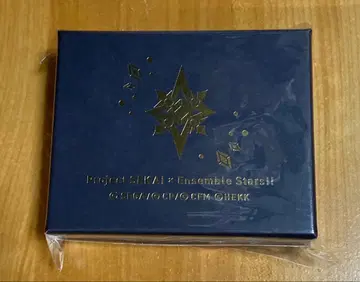 Project SEKAI × Ensemble Stars!!
© SEGA / © CP / © CFM © HEKK